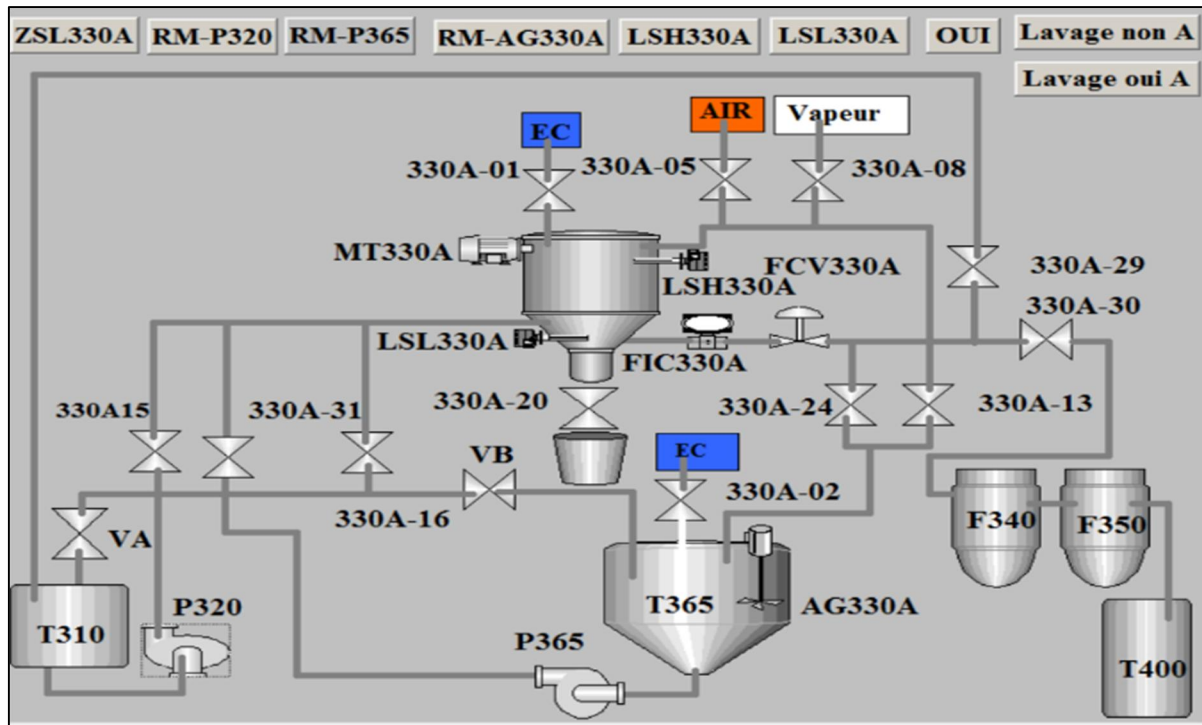 ZSL330A
RM-P320
RM-P365
RM-AG330A
LSH330A
LSL330A
OUI
Lavage non A
Lavage oui A
EC
AIR
Vapeur
330A-01
330A-05
330A-08
MT330A
LSH330A
FCV330A
330A-29
330A-30
LSL330A
FIC330A
330A15
330A-31
330A-20
330A-24
330A-13
VB
EC
330A-02
330A-16
VA
F340
F350
T310
P320
T365
AG330A
P365
T400